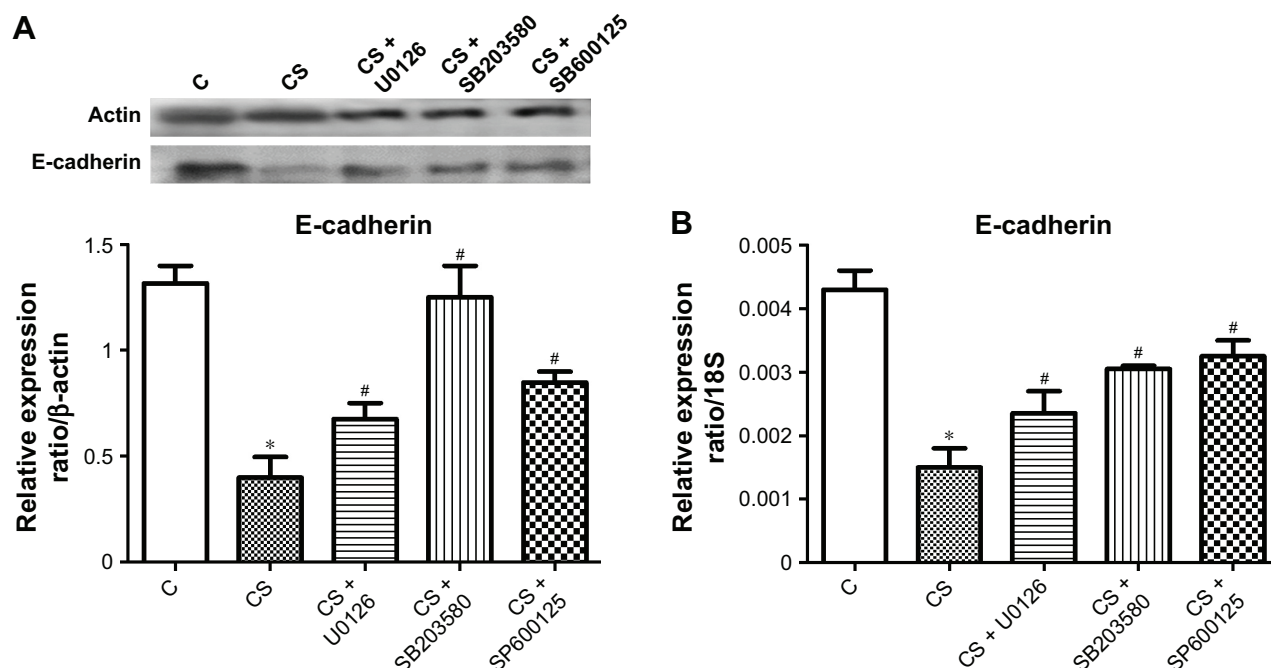 A
C
CS
CS +
U0126
CS +
SB203580
CS +
SB600125
Actin
E-cadherin
E-cadherin
Relative expression
ratio/β-actin
1.5
1
0.5
0
*
#
#
#
C
CS
CS +
U0126
CS +
SB203580
CS +
SP600125
B
E-cadherin
Relative expression
ratio/18S
0.005
0.004
0.003
0.002
0.001
0
*
#
#
#
C
CS
CS + U0126
CS +
SB203580
CS +
SP600125